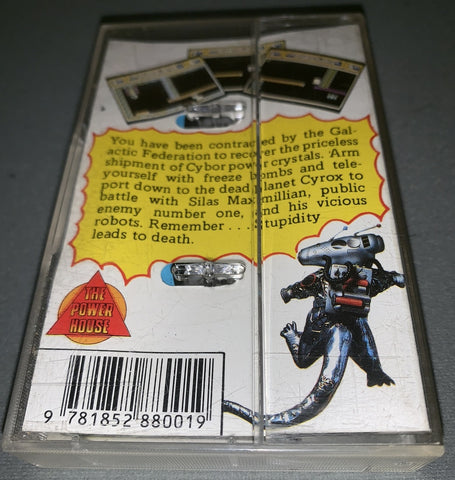 You have been contracted by the Gal-
actic Federation to recover the priceless
shipment of Cybor power crystals. Arm
yourself with freeze bombs and tele-
port down to the dead planet Cyrox to
battle with Silas Maximillian, public
enemy number one, and his vicious
robots. Remember . . . Stupidity
leads to death.
THE
POWER
HOUSE
9 781852 880019